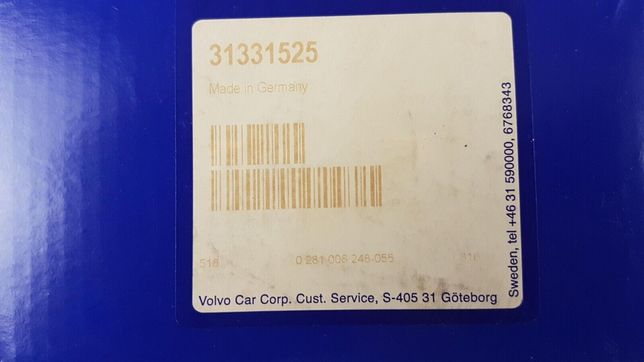 31331525
Made in Germany
518 0 281 006 248-055
Volvo Car Corp. Cust. Service, S-405 31 Göteborg
Sweden, tel +46 31 590000, 6768343